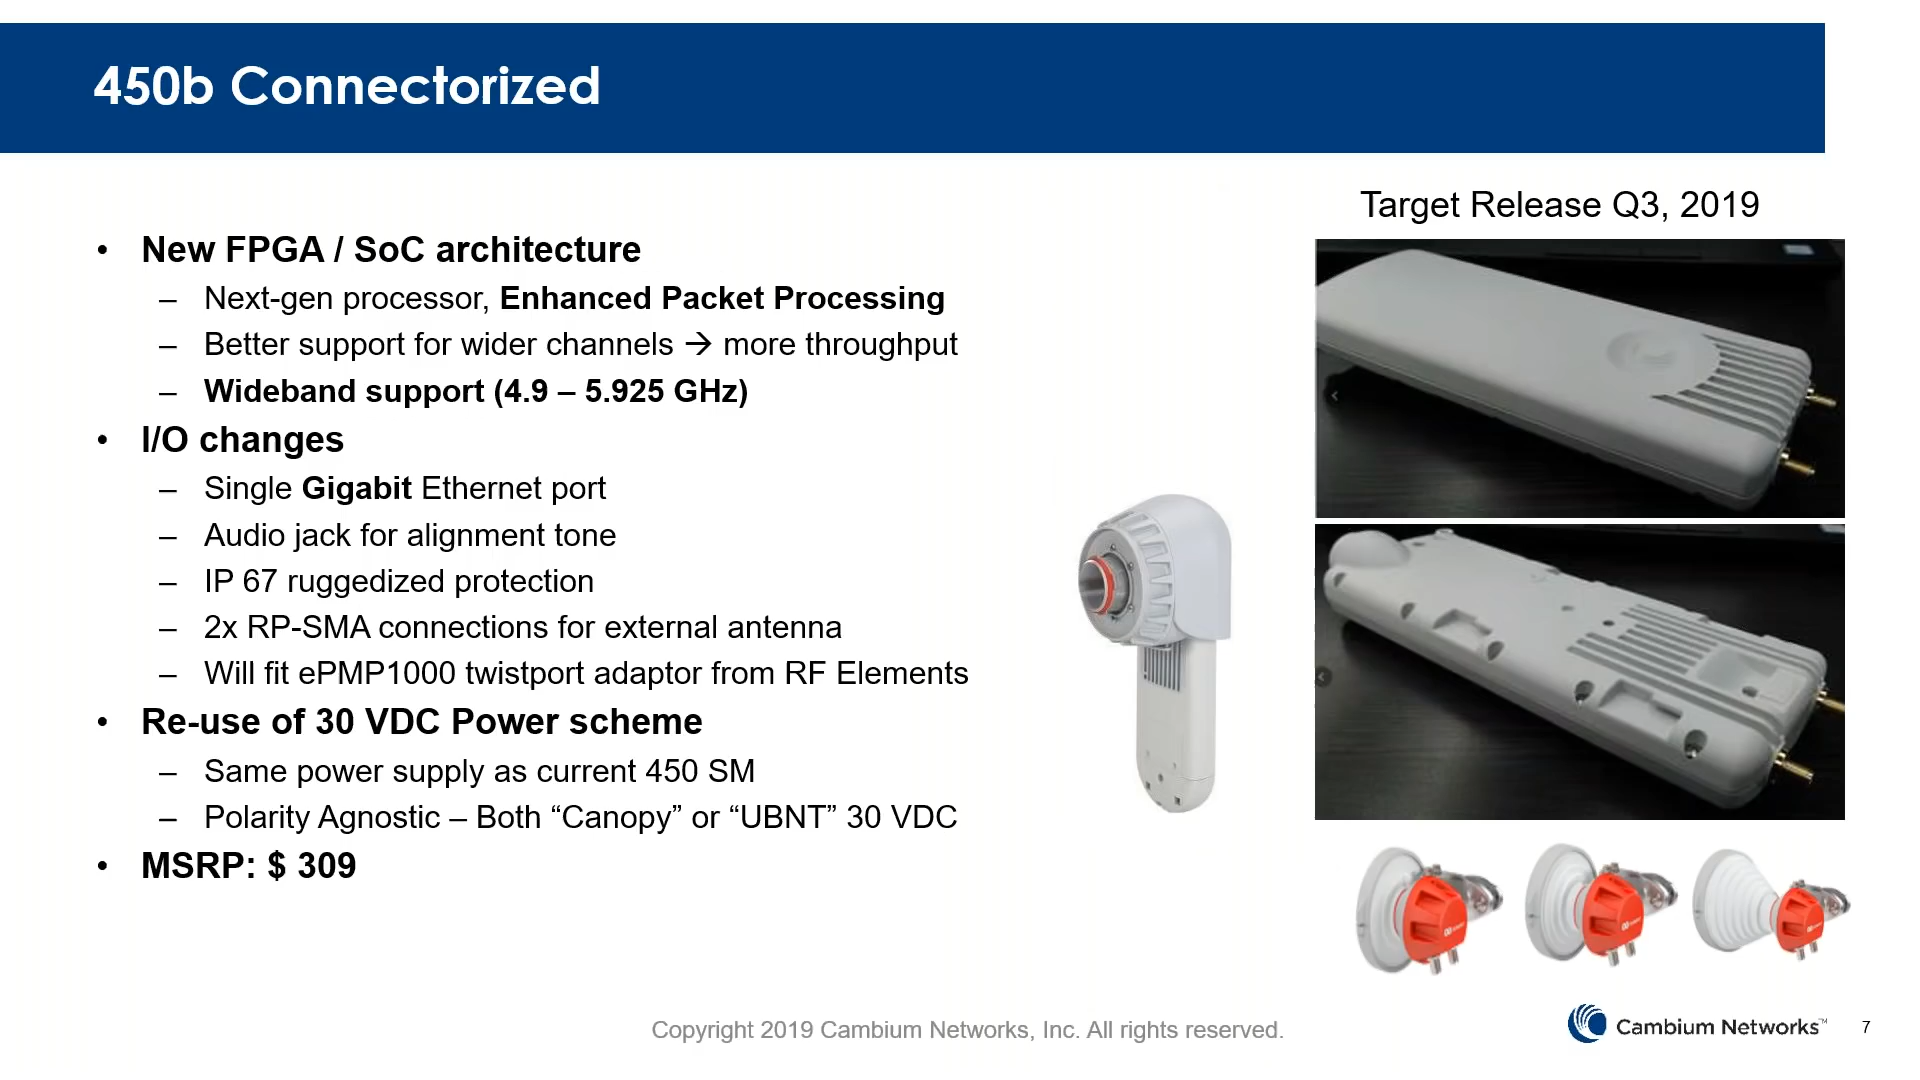 450b Connectorized
Target Release Q3, 2019
• New FPGA / SoC architecture
– Next-gen processor, Enhanced Packet Processing
– Better support for wider channels → more throughput
– Wideband support (4.9 – 5.925 GHz)
• I/O changes
– Single Gigabit Ethernet port
– Audio jack for alignment tone
– IP 67 ruggedized protection
– 2x RP-SMA connections for external antenna
– Will fit ePMP1000 twistport adaptor from RF Elements
• Re-use of 30 VDC Power scheme
– Same power supply as current 450 SM
– Polarity Agnostic – Both “Canopy” or “UBNT” 30 VDC
• MSRP: $ 309
Copyright 2019 Cambium Networks, Inc. All rights reserved.
Cambium Networks™
7